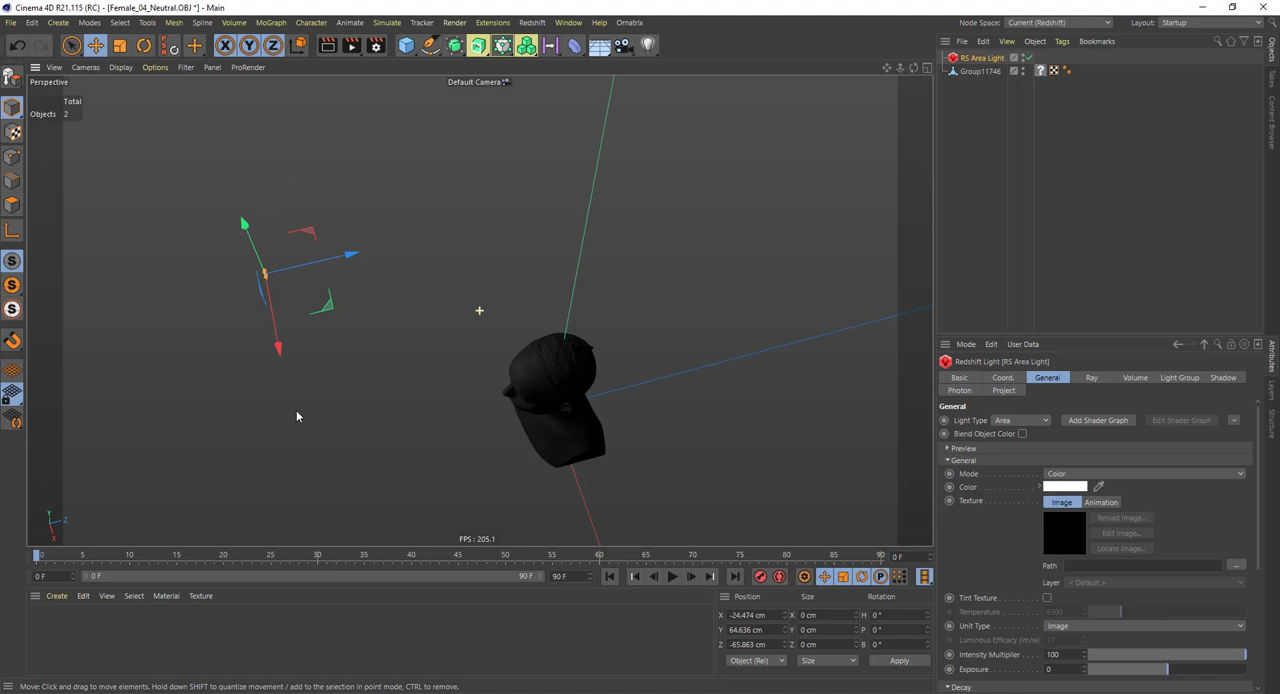 Cinema 4D R21.115 (RC) - [Female_04_Neutral.OBJ *] - Main
File Edit Create Modes Select Tools Mesh Spline Volume MoGraph Character Animate Simulate Tracker Render Extensions Redshift Window Help Ornatrix Node Space: Current (Redshift) Layout: Startup
X Y Z
File Edit View Object Tags Bookmarks
View Cameras Display Options Filter Panel ProRender
RS Area Light
Group11746
Perspective
Default Camera
Total
Objects 2
Objects
Takes
Content Browser
Mode Edit User Data
Redshift Light [RS Area Light]
Basic Coord. General Ray Volume Light Group Shadow
Photon Project
General
Light Type Area Add Shader Graph Edit Shader Graph
Blend Object Color
Preview
General
Mode Color
Color
Texture Image Animation
Reload Image...
Edit Image...
Locate Image...
Path ...
Layer < Default >
Tint Texture
Temperature 6500
Unit Type Image
Luminous Efficacy (lm/w) 17
Intensity Multiplier 100
Exposure 0
Decay
Attributes
Layers
Structure
Y
Z
X
FPS : 205.1
0 5 10 15 20 25 30 35 40 45 50 55 60 65 70 75 80 85 90 0 F
0 F 0 F 90 F 90 F
Create Edit View Select Material Texture
Position Size Rotation
X -24.474 cm X 0 cm H 0 °
Y 64.636 cm Y 0 cm P 0 °
Z -65.863 cm Z 0 cm B 0 °
Object (Rel) Size Apply
Move: Click and drag to move elements. Hold down SHIFT to quantize movement / add to the selection in point mode, CTRL to remove.